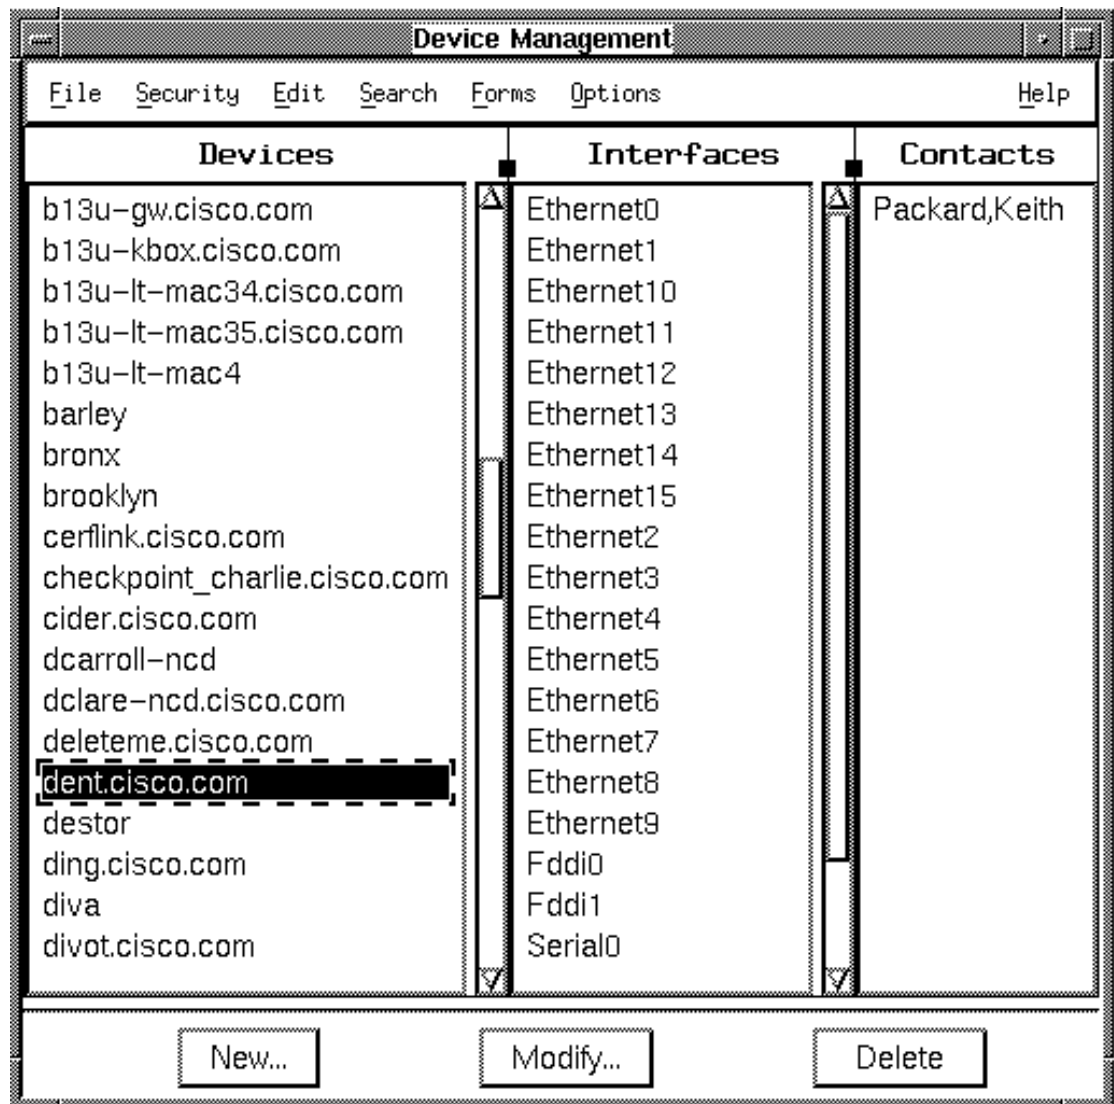 Device Management
File Security Edit Search Forms Options Help
Devices Interfaces Contacts
b13u-gw.cisco.com
b13u-kbox.cisco.com
b13u-lt-mac34.cisco.com
b13u-lt-mac35.cisco.com
b13u-lt-mac4
barley
bronx
brooklyn
cerflink.cisco.com
checkpoint_charlie.cisco.com
cider.cisco.com
dcarroll-ncd
dclare-ncd.cisco.com
deleteme.cisco.com
dent.cisco.com
destor
ding.cisco.com
diva
divot.cisco.com
Ethernet0
Ethernet1
Ethernet10
Ethernet11
Ethernet12
Ethernet13
Ethernet14
Ethernet15
Ethernet2
Ethernet3
Ethernet4
Ethernet5
Ethernet6
Ethernet7
Ethernet8
Ethernet9
Fddi0
Fddi1
Serial0
Packard,Keith
New... Modify... Delete